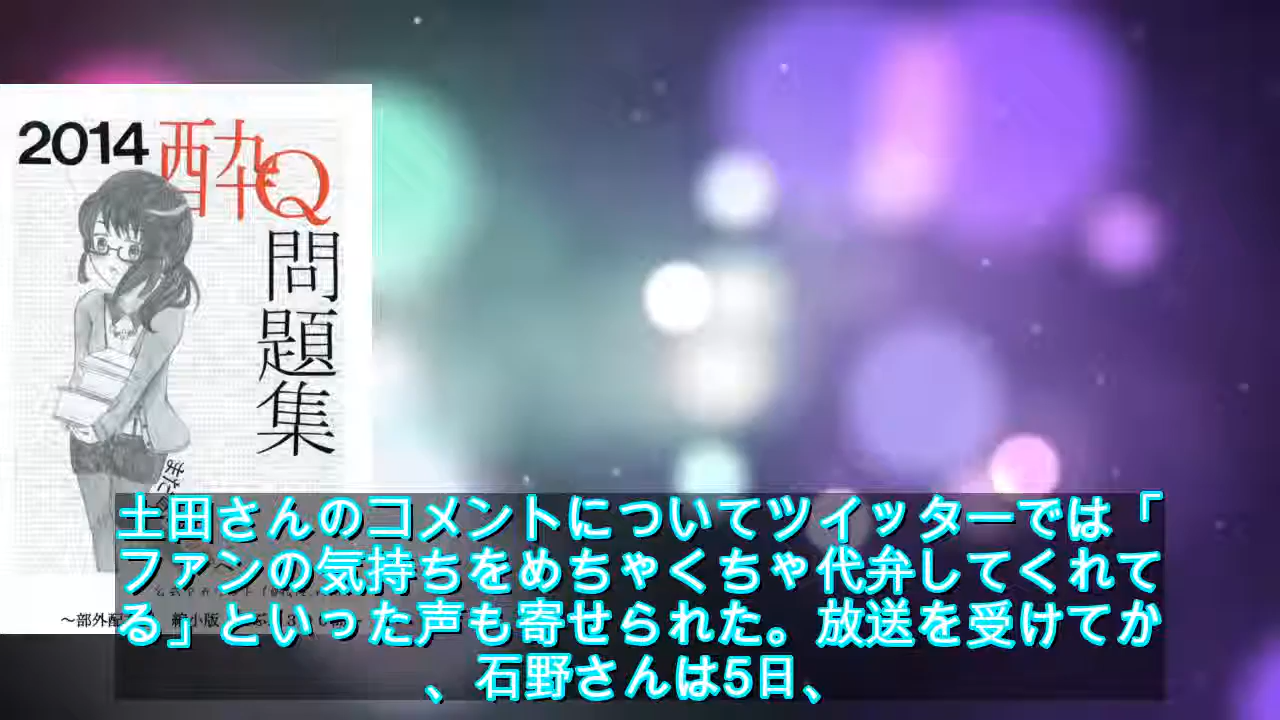 2014 酔Q
問題集
土田さんのコメントについてツイッターでは「
ファンの気持ちをめちゃくちゃ代弁してくれて
る」といった声も寄せられた。放送を受けてか
、石野さんは5日、